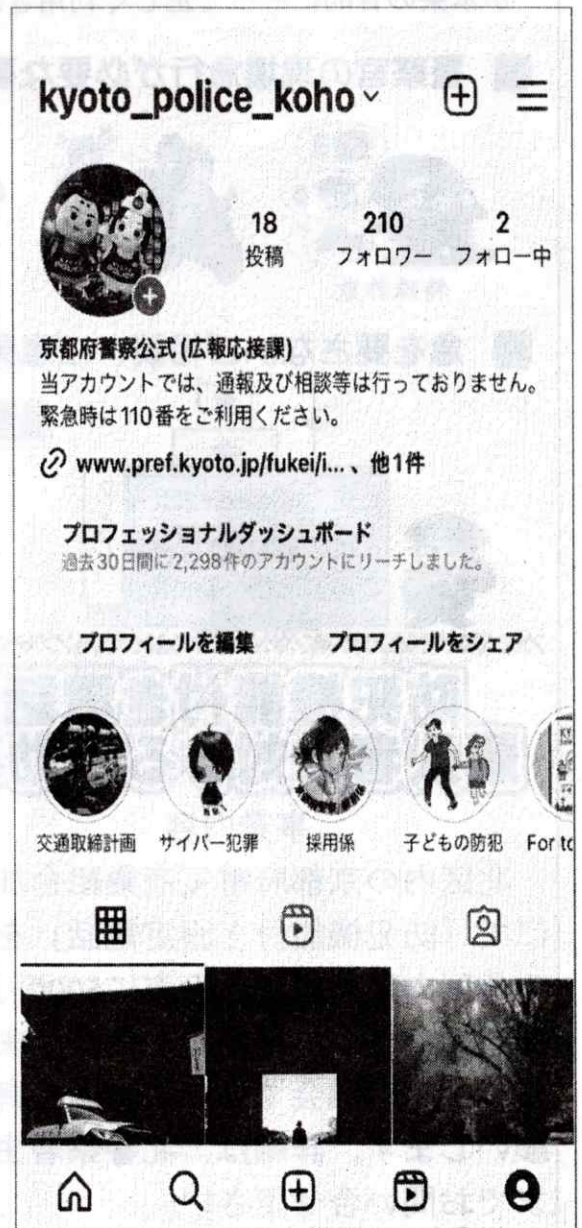 kyoto_police_koho
18
投稿
210
フォロワー
2
フォロー中
京都府警察公式(広報応接課)
当アカウントでは、通報及び相談等は行っておりません。
緊急時は110番をご利用ください。
www.pref.kyoto.jp/fukei/i... 、他1件
プロフェッショナルダッシュボード
過去30日間に2,298件のアカウントにリーチしました。
プロフィールを編集
プロフィールをシェア
交通取締計画
サイバー犯罪
採用係
子どもの防犯
For to